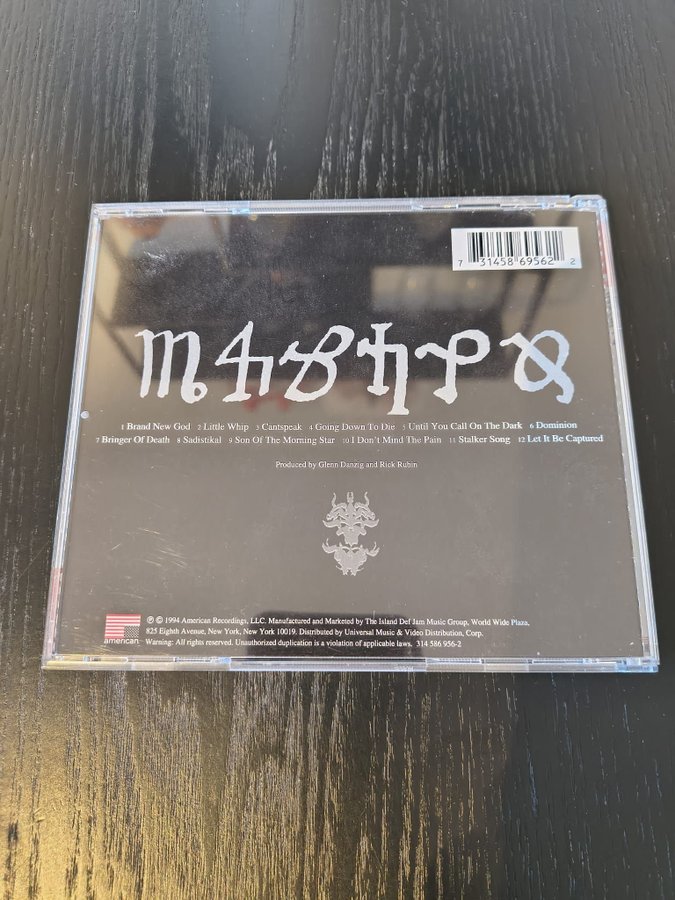 7 31458 69562 2
1 Brand New God 2 Little Whip 3 Cantspeak 4 Going Down To Die 5 Until You Call On The Dark 6 Dominion
7 Bringer Of Death 8 Sadistikal 9 Son Of The Morning Star 10 I Don't Mind The Pain 11 Stalker Song 12 Let It Be Captured
Produced by Glenn Danzig and Rick Rubin
american
℗ © 1994 American Recordings, LLC. Manufactured and Marketed by The Island Def Jam Music Group, World Wide Plaza,
825 Eighth Avenue, New York, New York 10019. Distributed by Universal Music & Video Distribution, Corp.
Warning: All rights reserved. Unauthorized duplication is a violation of applicable laws. 314 586 956-2